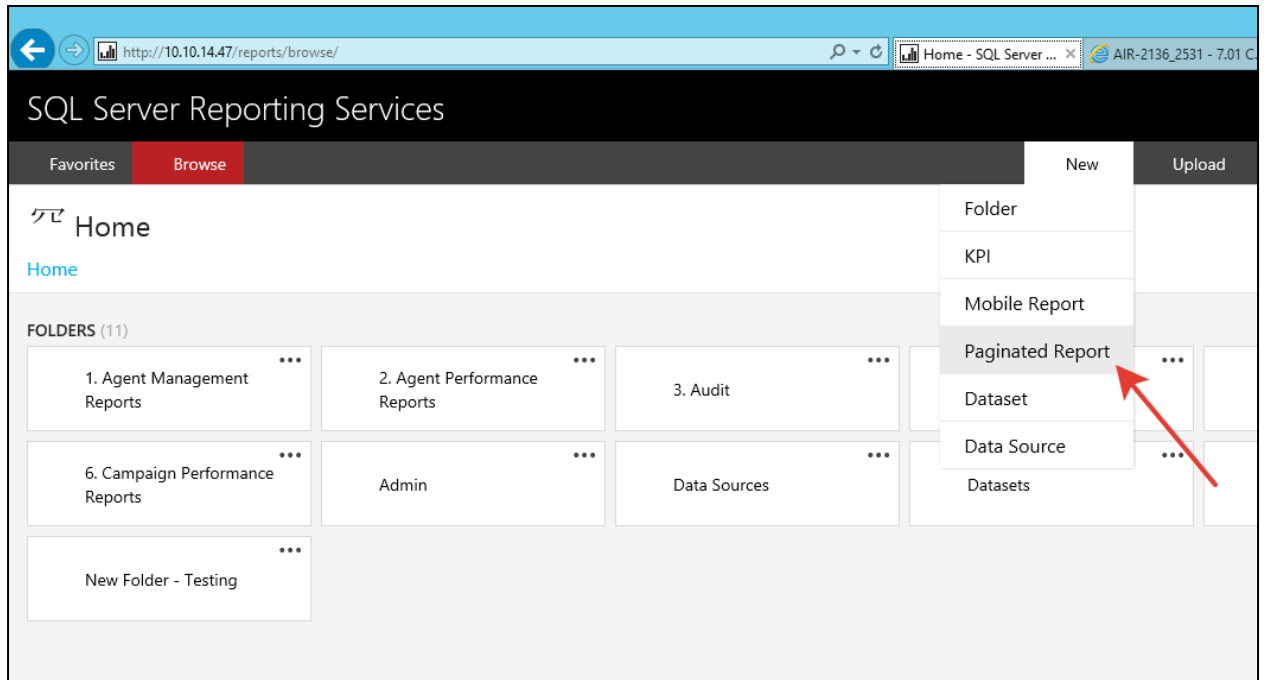 http://10.10.14.47/reports/browse/
Home - SQL Server ...
AIR-2136_2531 - 7.01 C.
SQL Server Reporting Services
Favorites Browse New Upload
Home
Home
Folder
KPI
Mobile Report
Paginated Report
Dataset
Data Source
FOLDERS (11)
1. Agent Management
Reports
2. Agent Performance
Reports
3. Audit
6. Campaign Performance
Reports
Admin
Data Sources
Datasets
New Folder - Testing